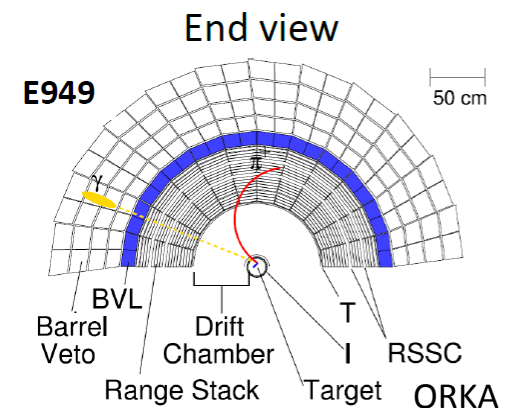 End view
E949
50 cm
π+
γ
BVL
Barrel
Veto
Drift
Chamber
T
I
RSSC
Range Stack
Target
ORKA